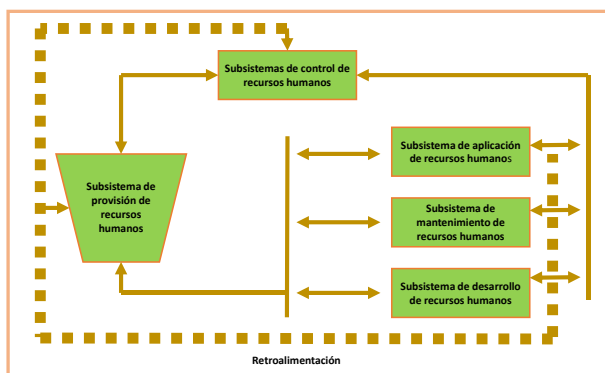 Subsistemas de control de
recursos humanos
Subsistema de aplicación
de recursos humanos
Subsistema de
provisión de
recursos
humanos
Subsistema de
mantenimiento de
recursos humanos
Subsistema de desarrollo
de recursos humanos
Retroalimentación